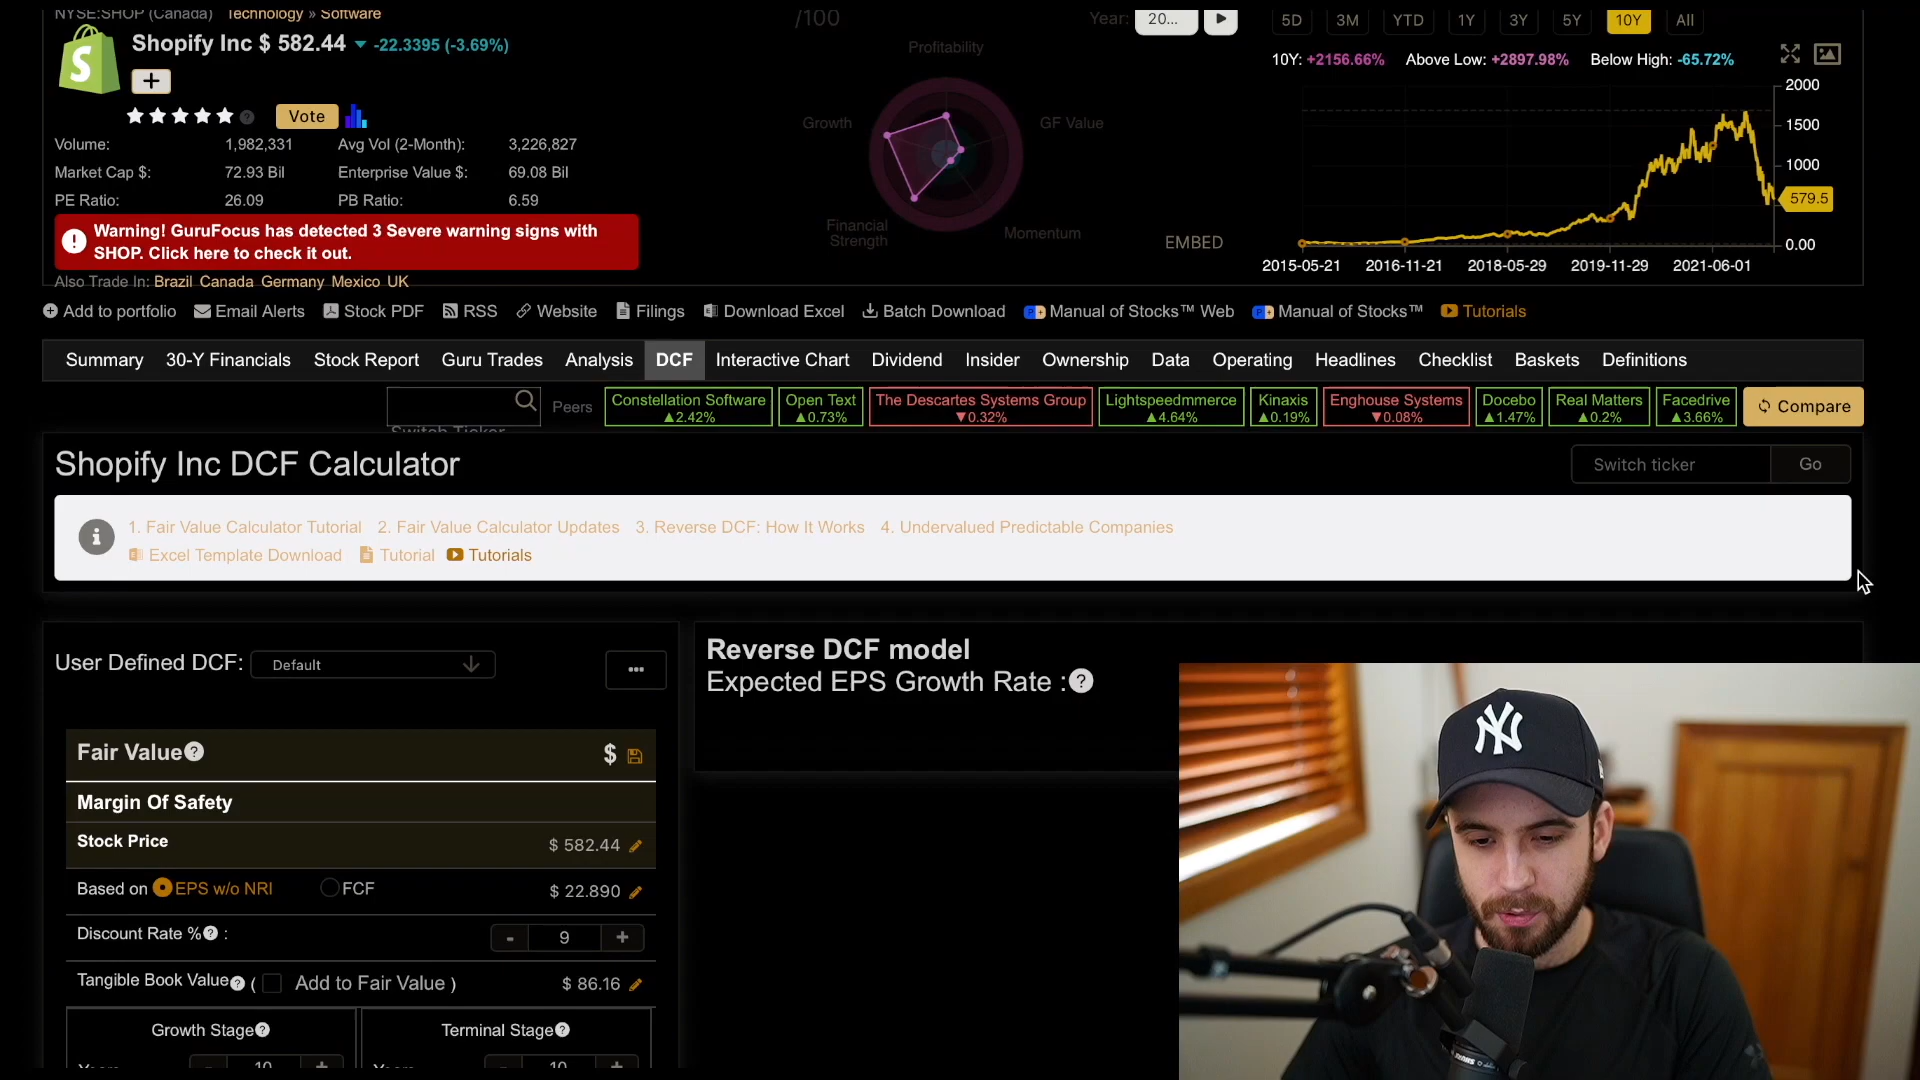 NYSE:SHOP (Canada) Technology » Software
Shopify Inc $ 582.44 -22.3395 (-3.69%)
+
Vote
Volume: 1,982,331 Avg Vol (2-Month): 3,226,827
Market Cap $: 72.93 Bil Enterprise Value $: 69.08 Bil
PE Ratio: 26.09 PB Ratio: 6.59
Warning! GuruFocus has detected 3 Severe warning signs with
SHOP. Click here to check it out.
Also Trade In: Brazil Canada Germany Mexico UK
/100
Year: 20...
Profitability
Growth
GF Value
Financial
Strength
Momentum
EMBED
5D 3M YTD 1Y 3Y 5Y 10Y All
10Y: +2156.66% Above Low: +2897.98% Below High: -65.72%
2000
1500
1000
579.5
0.00
2015-05-21 2016-11-21 2018-05-29 2019-11-29 2021-06-01
Add to portfolio Email Alerts Stock PDF RSS Website Filings Download Excel Batch Download Manual of Stocks™ Web Manual of Stocks™ Tutorials
Summary 30-Y Financials Stock Report Guru Trades Analysis DCF Interactive Chart Dividend Insider Ownership Data Operating Headlines Checklist Baskets Definitions
Switch Ticker
Peers
Constellation Software ▲2.42%
Open Text ▲0.73%
The Descartes Systems Group ▼0.32%
Lightspeedmmerce ▲4.64%
Kinaxis ▲0.19%
Enghouse Systems ▼0.08%
Docebo ▲1.47%
Real Matters ▲0.2%
Facedrive ▲3.66%
Compare
Shopify Inc DCF Calculator
Switch ticker Go
1. Fair Value Calculator Tutorial 2. Fair Value Calculator Updates 3. Reverse DCF: How It Works 4. Undervalued Predictable Companies
Excel Template Download Tutorial Tutorials
User Defined DCF: Default ...
Fair Value $
Margin Of Safety
Stock Price $ 582.44
Based on EPS w/o NRI FCF $ 22.890
Discount Rate % : - 9 +
Tangible Book Value ( Add to Fair Value ) $ 86.16
Growth Stage Terminal Stage
Years - 10 + Years - 10 +
Reverse DCF model
Expected EPS Growth Rate :
NY